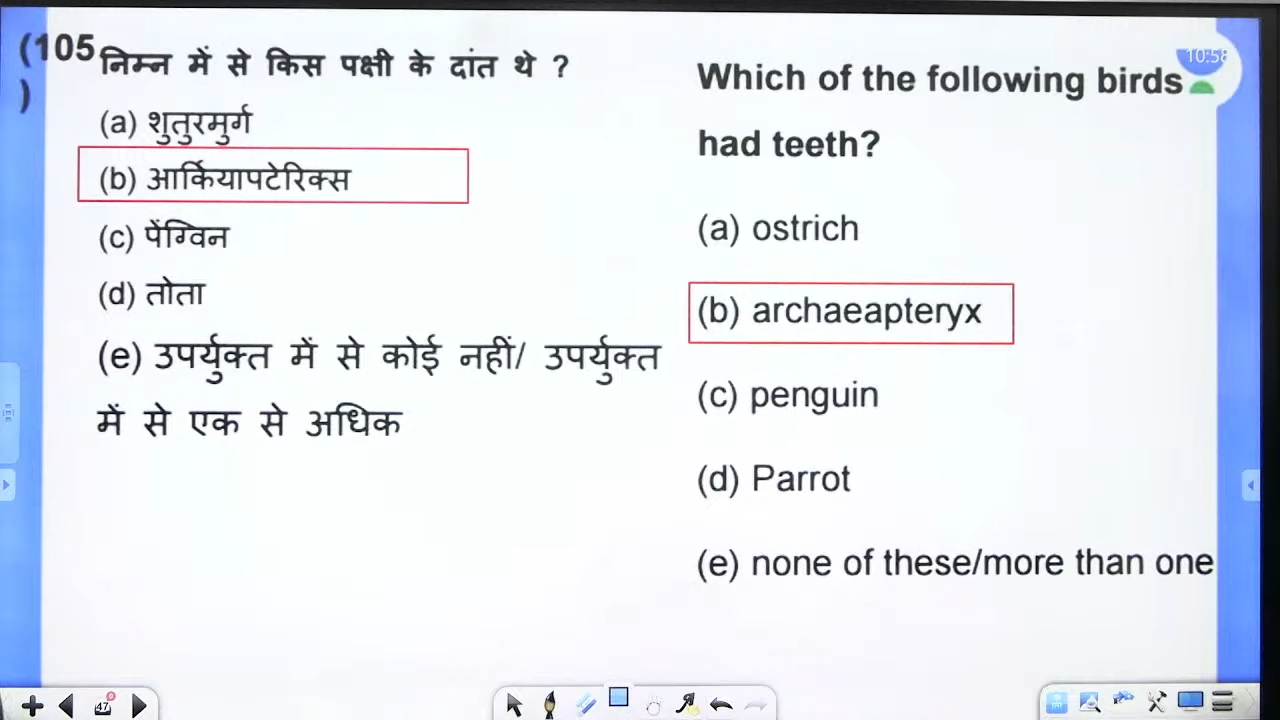 (105
)
निम्न में से किस पक्षी के दांत थे ?
(a) शुतुरमुर्ग
(b) आर्कियापटेरिक्स
(c) पेंग्विन
(d) तोता
(e) उपर्युक्त में से कोई नहीं/ उपर्युक्त
में से एक से अधिक
10:58
Which of the following birds
had teeth?
(a) ostrich
(b) archaeapteryx
(c) penguin
(d) Parrot
(e) none of these/more than one
47